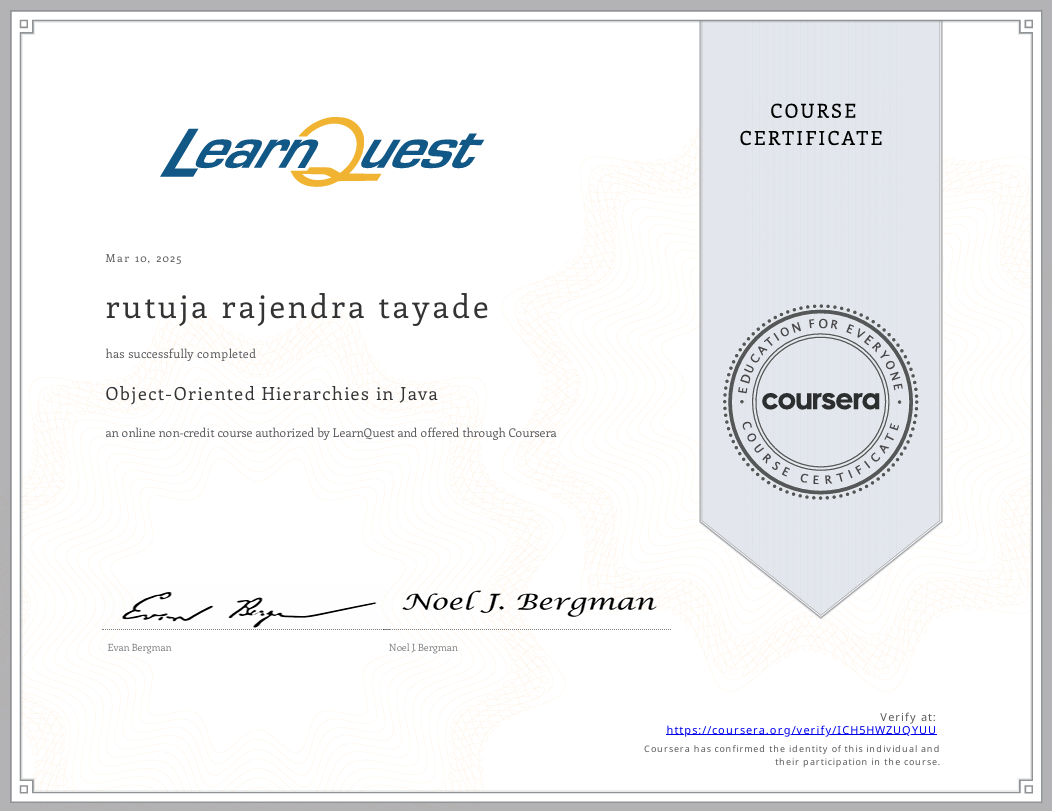 LearnQuest
COURSE
CERTIFICATE
Mar 10, 2025
rutuja rajendra tayade
has successfully completed
Object-Oriented Hierarchies in Java
an online non-credit course authorized by LearnQuest and offered through Coursera
EDUCATION FOR EVERYONE
coursera
COURSE CERTIFICATE
Evan Bergman
Noel J. Bergman
Evan Bergman
Noel J. Bergman
Verify at:
https://coursera.org/verify/ICH5HWZUQYUU
Coursera has confirmed the identity of this individual and
their participation in the course.